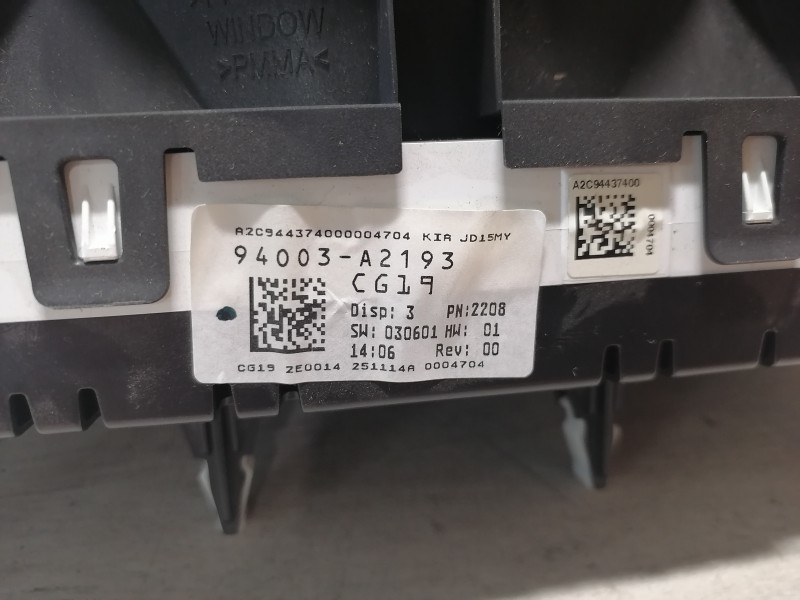 WINDOW
>PMMA<
A2C944374000004704 KIA JD15MY
94003-A2193
CG19
Disp: 3 PN:2208
SW: 030601 HW: 01
14:06 Rev: 00
CG19 2E0014 251114A 0004704
A2C94437400
0004704